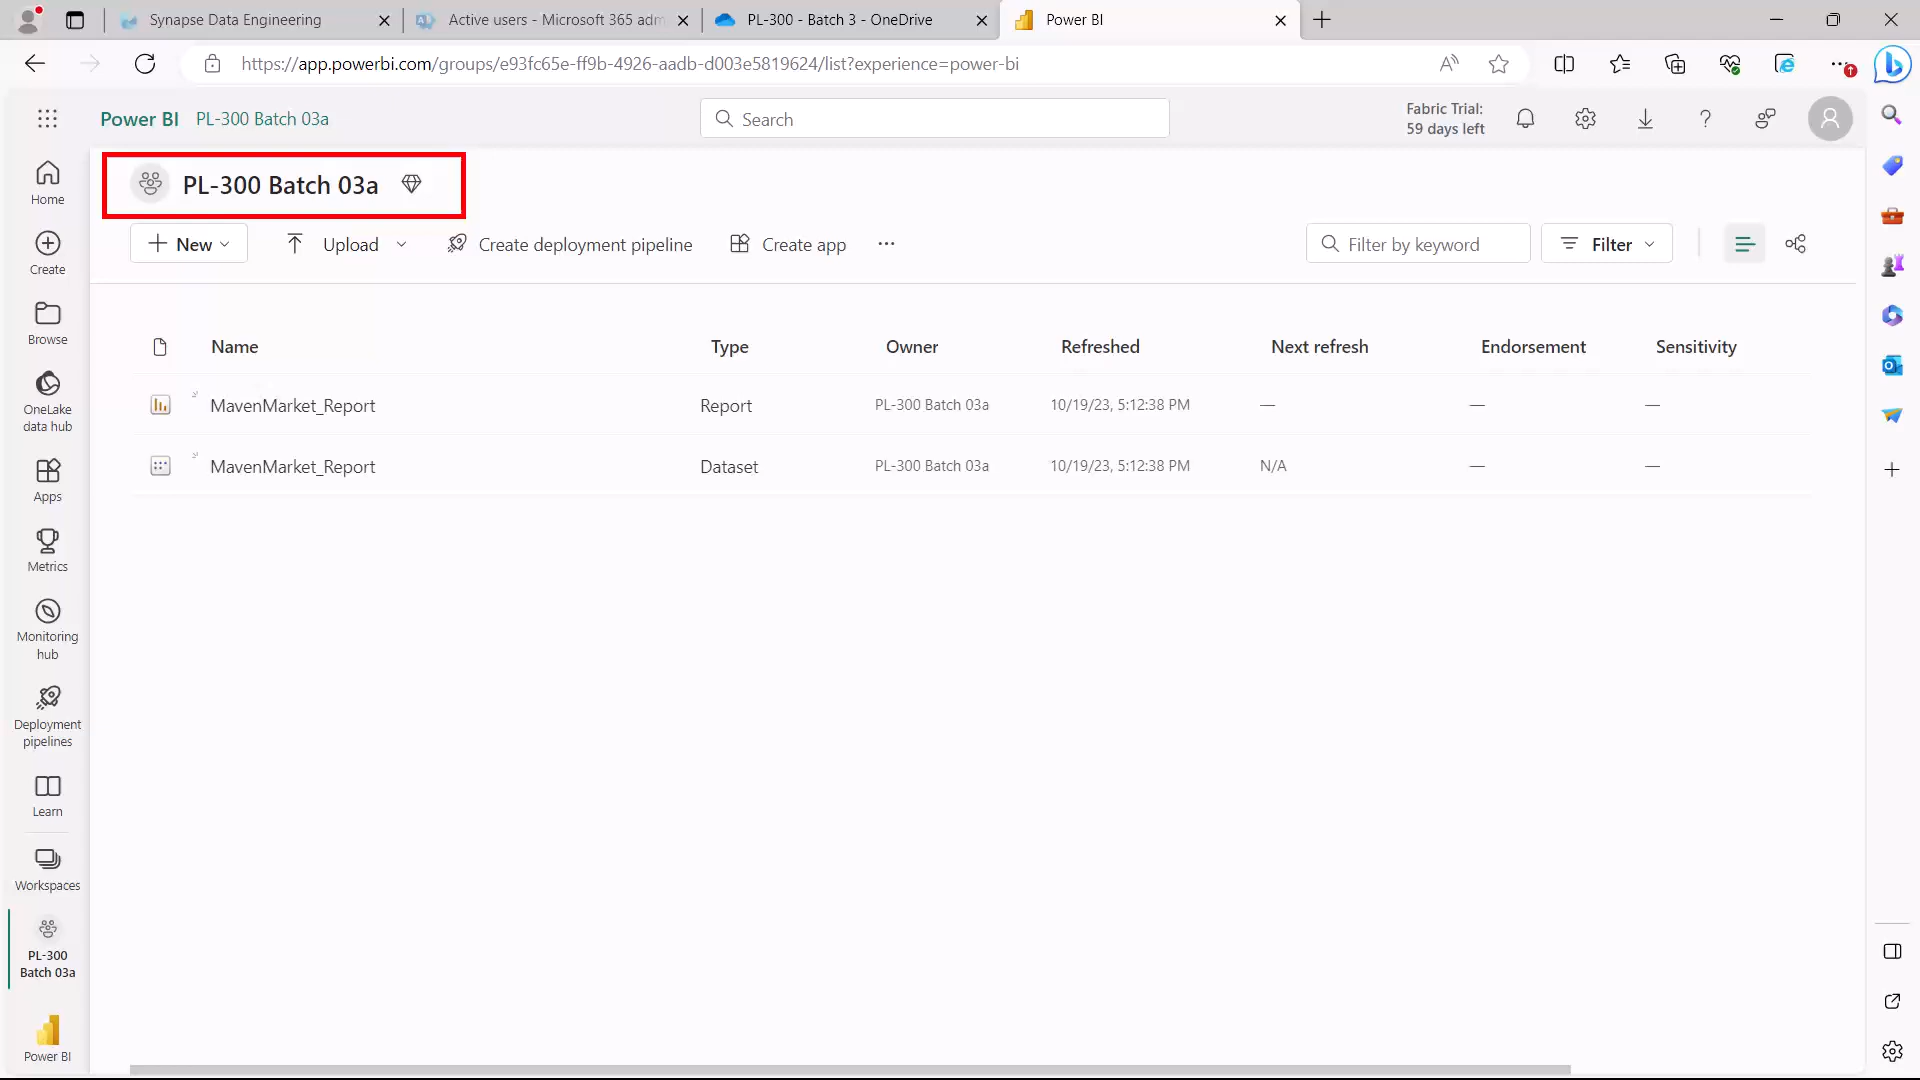 Synapse Data Engineering
Active users - Microsoft 365 adm
PL-300 - Batch 3 - OneDrive
Power BI
https://app.powerbi.com/groups/e93fc65e-ff9b-4926-aadb-d003e5819624/list?experience=power-bi
Power BI PL-300 Batch 03a
Search
Fabric Trial:
59 days left
PL-300 Batch 03a
New
Upload
Create deployment pipeline
Create app
Filter by keyword
Filter
Name Type Owner Refreshed Next refresh Endorsement Sensitivity
MavenMarket_Report Report PL-300 Batch 03a 10/19/23, 5:12:38 PM — — —
MavenMarket_Report Dataset PL-300 Batch 03a 10/19/23, 5:12:38 PM N/A — —
Home
Create
Browse
OneLake
data hub
Apps
Metrics
Monitoring
hub
Deployment
pipelines
Learn
Workspaces
PL-300
Batch 03a
Power BI